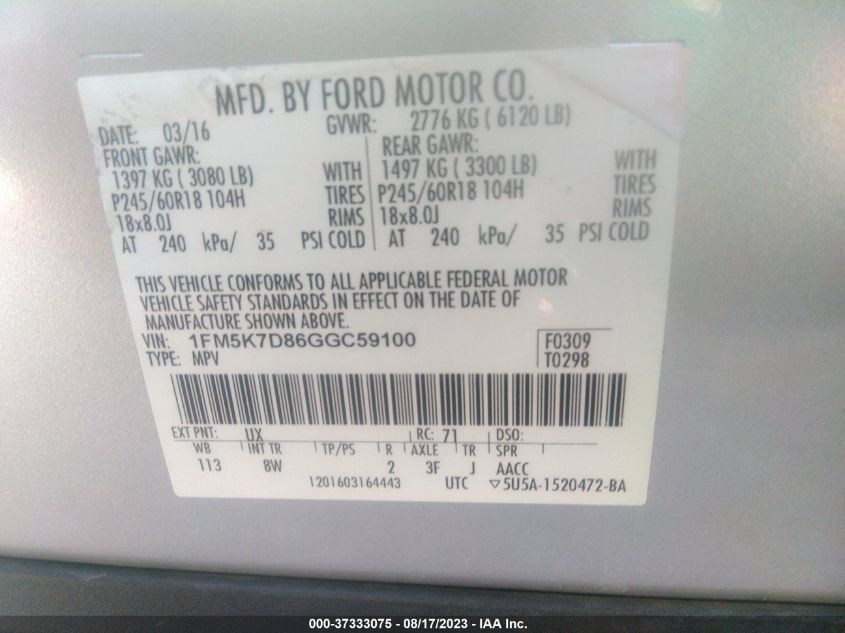 MFD. BY FORD MOTOR CO.
DATE: 03/16 GVWR: 2776 KG ( 6120 LB)
FRONT GAWR: REAR GAWR:
1397 KG ( 3080 LB) WITH 1497 KG ( 3300 LB) WITH
P245/60R18 104H TIRES P245/60R18 104H TIRES
18x8.0J RIMS 18x8.0J RIMS
AT 240 kPa/ 35 PSI COLD AT 240 kPa/ 35 PSI COLD
THIS VEHICLE CONFORMS TO ALL APPLICABLE FEDERAL MOTOR
VEHICLE SAFETY STANDARDS IN EFFECT ON THE DATE OF
MANUFACTURE SHOWN ABOVE.
VIN: 1FM5K7D86GGC59100 F0309
TYPE: MPV T0298
EXT PNT: UX RC: 71 DSO:
WB INT TR TP/PS R AXLE TR SPR
113 8W 2 3F J AACC
1201603164443 UTC ▽5U5A-1520472-BA
000-37333075 - 08/17/2023 - IAA Inc.